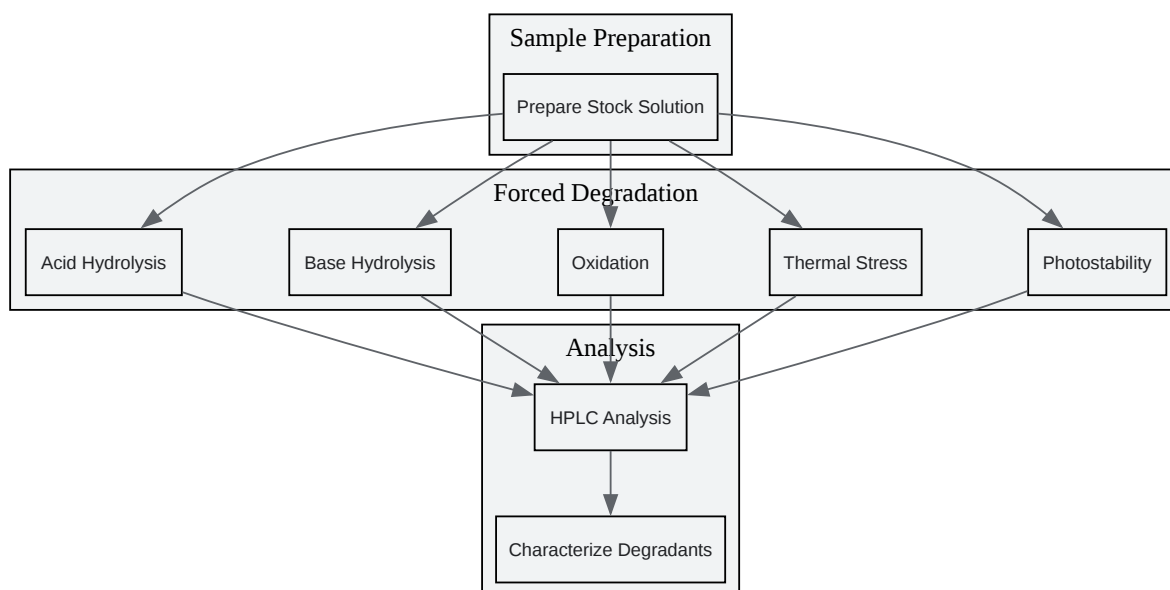 Sample Preparation
Prepare Stock Solution
Forced Degradation
Acid Hydrolysis
Base Hydrolysis
Oxidation
Thermal Stress
Photostability
Analysis
HPLC Analysis
Characterize Degradants